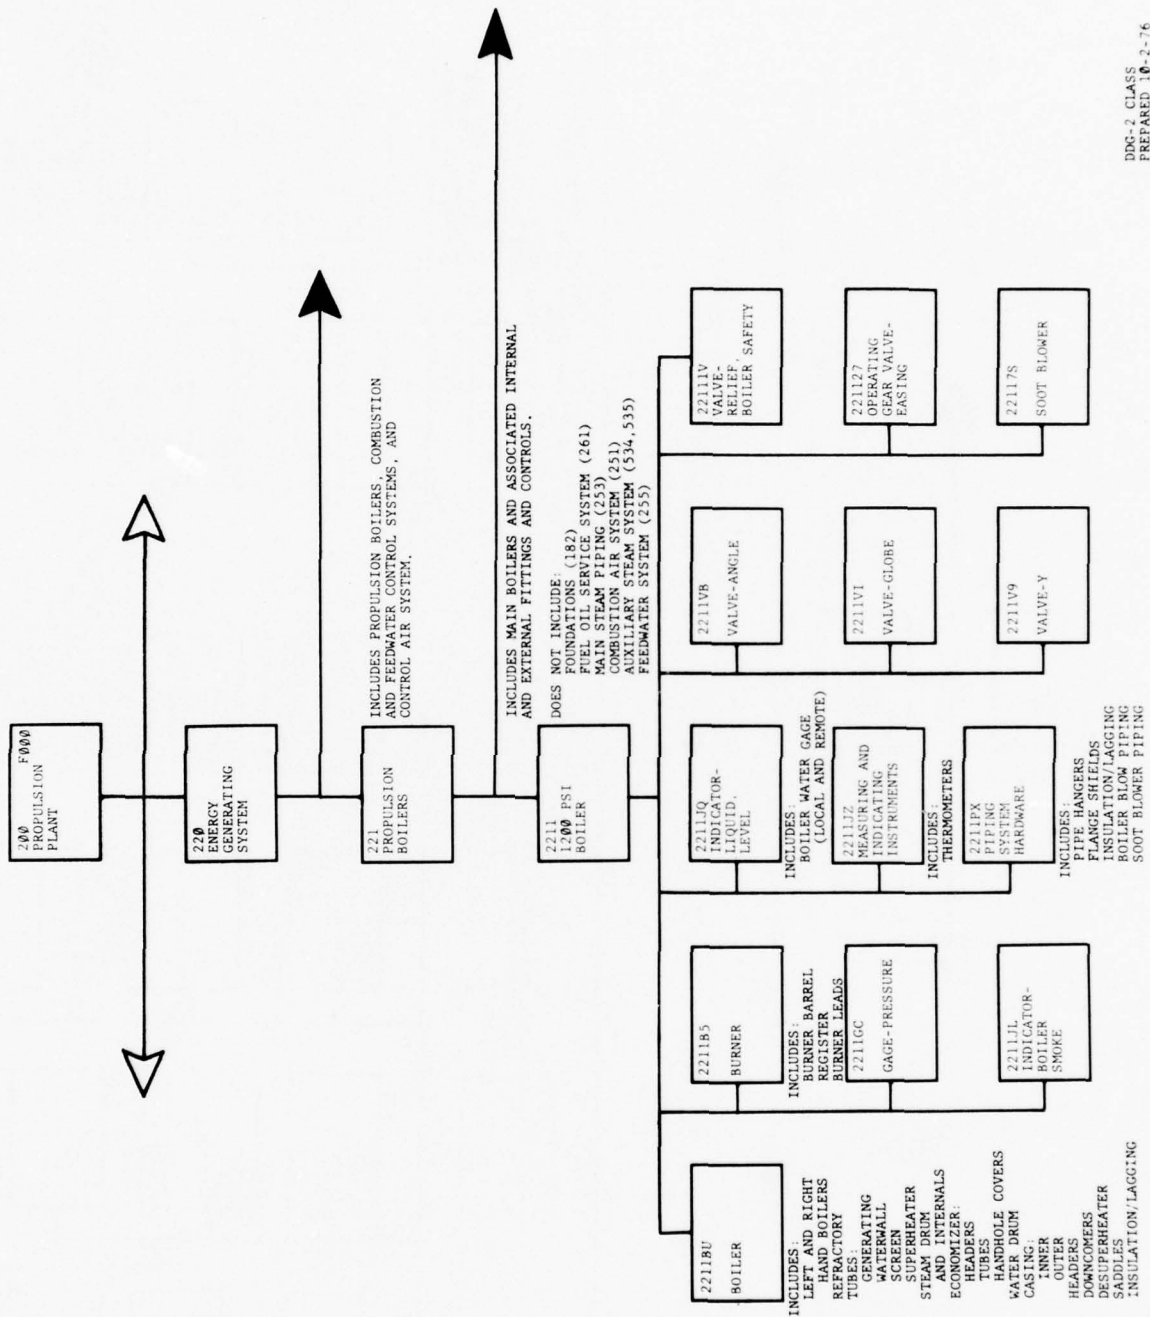 200 F000
PROPULSION
PLANT
220
ENERGY
GENERATING
SYSTEM
INCLUDES PROPULSION BOILERS, COMBUSTION
AND FEEDWATER CONTROL SYSTEMS, AND
CONTROL AIR SYSTEM.
221
PROPULSION
BOILERS
INCLUDES MAIN BOILERS AND ASSOCIATED INTERNAL
AND EXTERNAL FITTINGS AND CONTROLS.
2211
1200 PSI
BOILER
DOES NOT INCLUDE:
FOUNDATIONS (182)
FUEL OIL SERVICE SYSTEM (261)
MAIN STEAM PIPING (253)
COMBUSTION AIR SYSTEM (251)
AUXILIARY STEAM SYSTEM (534,535)
FEEDWATER SYSTEM (255)
2211BU
BOILER
INCLUDES:
LEFT AND RIGHT
HAND BOILERS
REFRACTORY
TUBES:
GENERATING
WATERWALL
SCREEN
SUPERHEATER
STEAM DRUM
AND INTERNALS
ECONOMIZER:
HEADERS
TUBES
HANDHOLE COVERS
WATER DRUM
CASING:
INNER
OUTER
HEADERS
DOWNCOMERS
DESUPERHEATER
SADDLES
INSULATION/LAGGING
2211B5
BURNER
INCLUDES:
BURNER BARREL
REGISTER
BURNER LEADS
2211GC
GAGE-PRESSURE
2211JL
INDICATOR-
BOILER
SMOKE
2211JQ
INDICATOR-
LIQUID,
LEVEL
INCLUDES:
BOILER WATER GAGE
(LOCAL AND REMOTE)
2211JZ
MEASURING AND
INDICATING
INSTRUMENTS
INCLUDES:
THERMOMETERS
2211PX
PIPING
SYSTEM
HARDWARE
INCLUDES:
PIPE HANGERS
FLANGE SHIELDS
INSULATION/LAGGING
BOILER BLOW PIPING
SOOT BLOWER PIPING
2211VB
VALVE-ANGLE
2211VI
VALVE-GLOBE
2211V9
VALVE-Y
22111V
VALVE-
RELIEF,
BOILER SAFETY
221127
OPERATING
GEAR VALVE-
EASING
22117S
SOOT BLOWER
DDG-2 CLASS
PREPARED 10-2-76